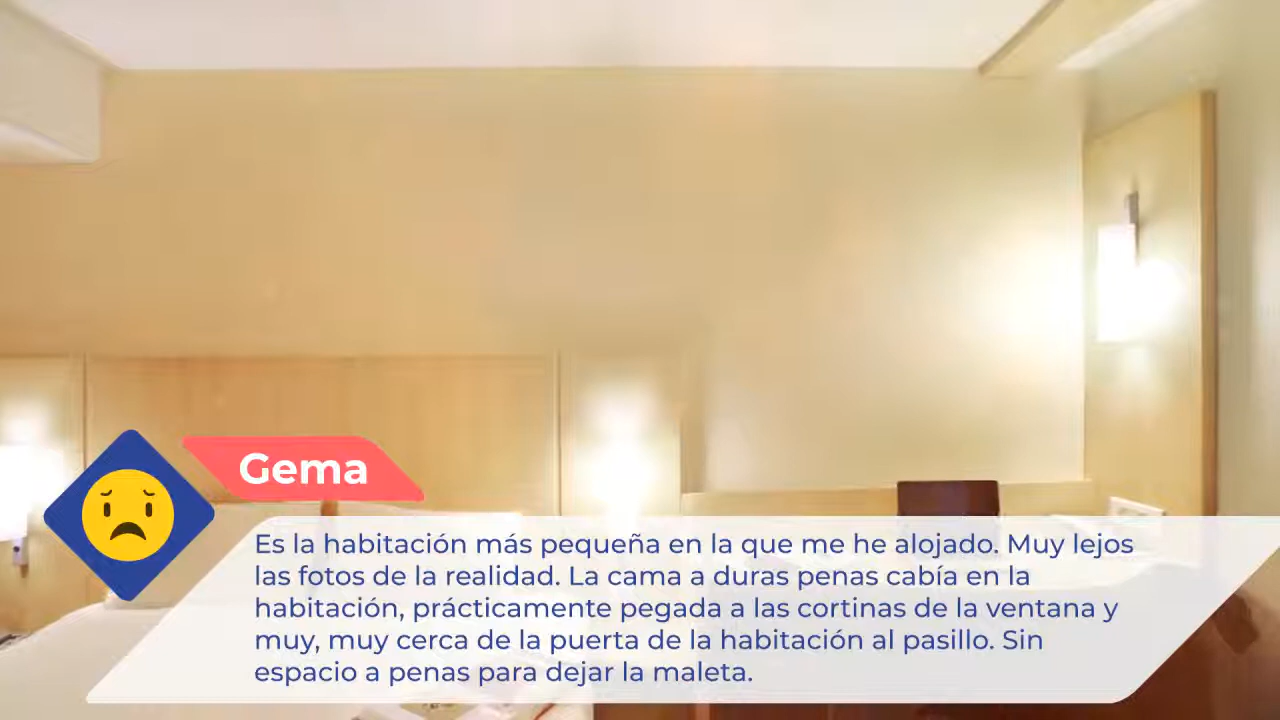 Gema
Es la habitación más pequeña en la que me he alojado. Muy lejos
las fotos de la realidad. La cama a duras penas cabía en la
habitación, prácticamente pegada a las cortinas de la ventana y
muy, muy cerca de la puerta de la habitación al pasillo. Sin
espacio a penas para dejar la maleta.